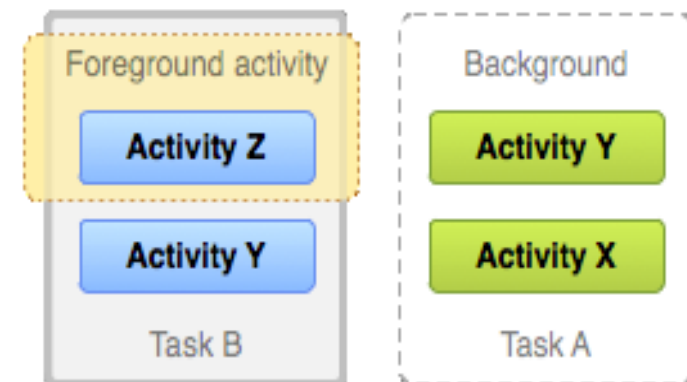 Foreground activity
Activity Z
Activity Y
Task B
Background
Activity Y
Activity X
Task A